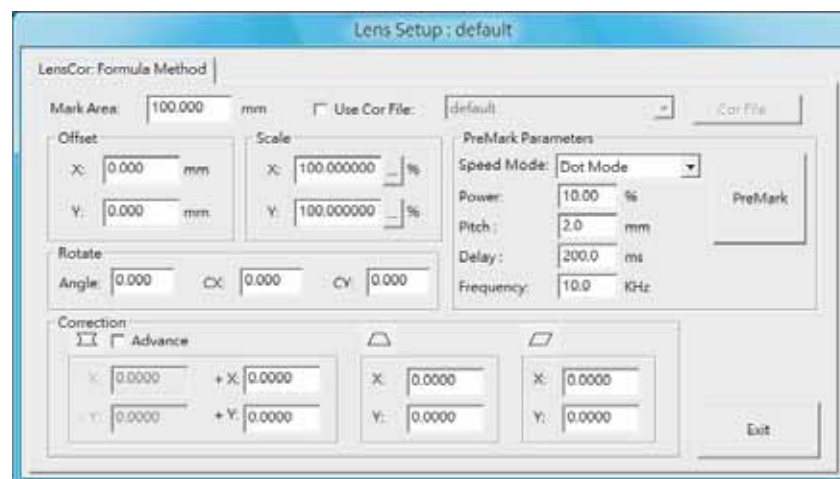 Lens Setup : default
LensCor: Formula Method
Mark Area: 100.000 mm Use Cor File: default Cor File
Offset
X: 0.000 mm
Y: 0.000 mm
Scale
X: 100.000000 ... %
Y: 100.000000 ... %
PreMark Parameters
Speed Mode: Dot Mode
Power: 10.00 %
Pitch : 2.0 mm
Delay : 200.0 ms
Frequency: 10.0 KHz
PreMark
Rotate
Angle: 0.000 CX: 0.000 CY: 0.000
Correction
Advance
- X: 0.0000 + X: 0.0000
- Y: 0.0000 + Y: 0.0000
X: 0.0000
Y: 0.0000
X: 0.0000
Y: 0.0000
Exit